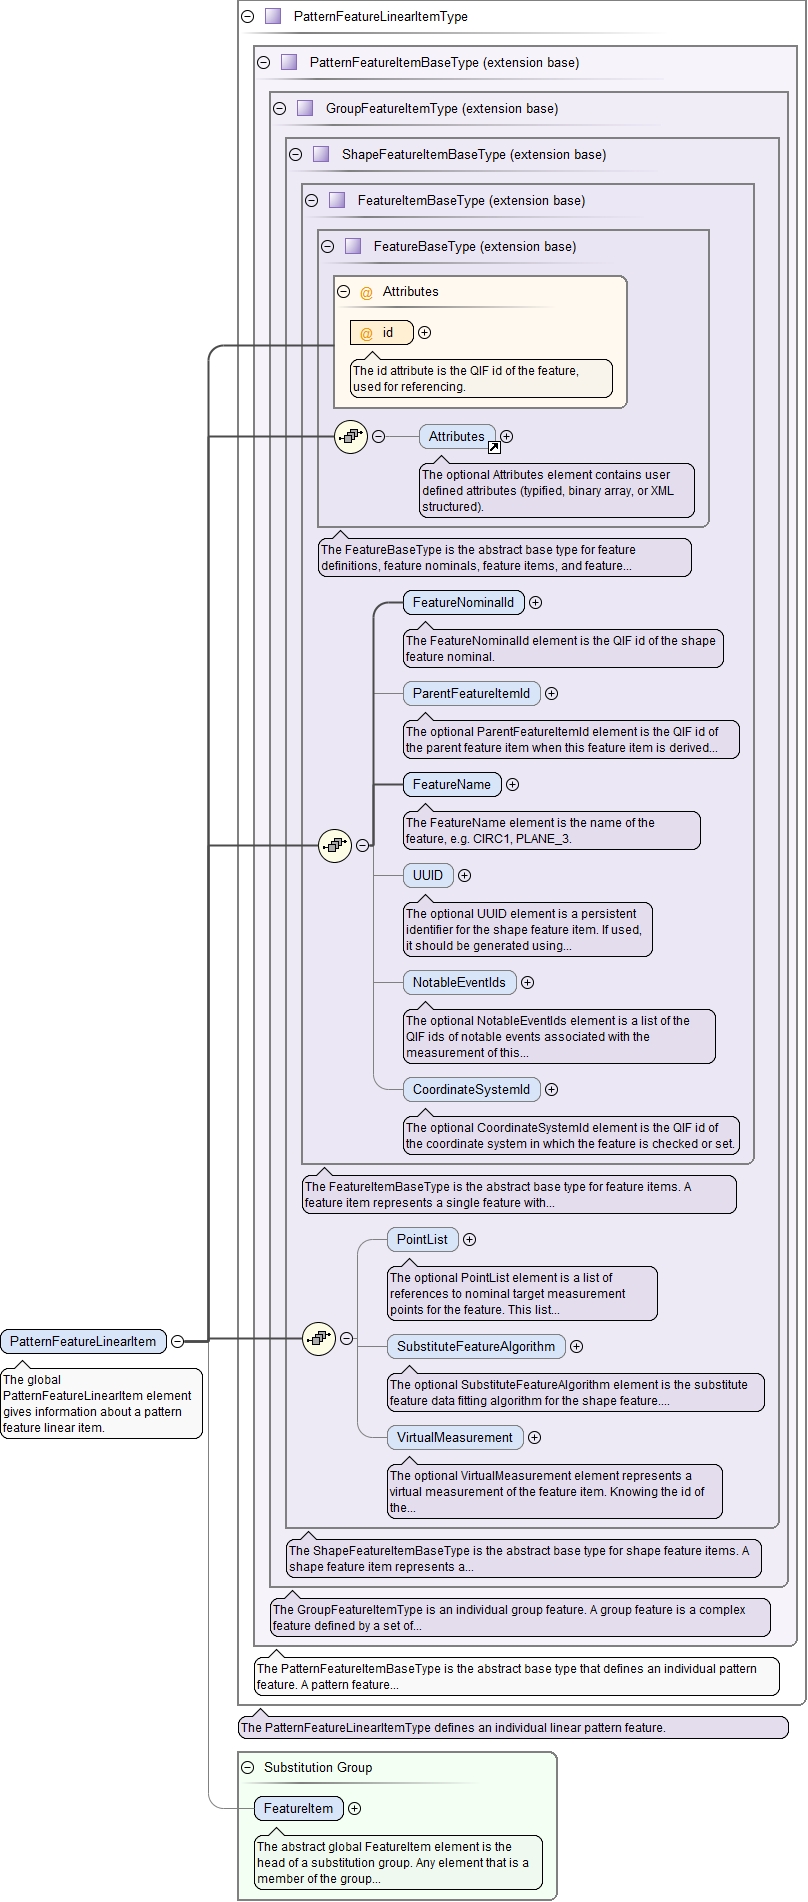 PatternFeatureLinearItemType
PatternFeatureItemBaseType (extension base)
GroupFeatureItemType (extension base)
ShapeFeatureItemBaseType (extension base)
FeatureItemBaseType (extension base)
FeatureBaseType (extension base)
@ Attributes
@ id
The id attribute is the QIF id of the feature,
used for referencing.
Attributes
The optional Attributes element contains user
defined attributes (typified, binary array, or XML
structured).
The FeatureBaseType is the abstract base type for feature
definitions, feature nominals, feature items, and feature...
FeatureNominalId
The FeatureNominalId element is the QIF id of the shape
feature nominal.
ParentFeatureItemId
The optional ParentFeatureItemId element is the QIF id of
the parent feature item when this feature item is derived...
FeatureName
The FeatureName element is the name of the
feature, e.g. CIRC1, PLANE_3.
UUID
The optional UUID element is a persistent
identifier for the shape feature item. If used,
it should be generated using...
NotableEventIds
The optional NotableEventIds element is a list of the
QIF ids of notable events associated with the
measurement of this...
CoordinateSystemId
The optional CoordinateSystemId element is the QIF id of
the coordinate system in which the feature is checked or set.
The FeatureItemBaseType is the abstract base type for feature items. A
feature item represents a single feature with...
PointList
The optional PointList element is a list of
references to nominal target measurement
points for the feature. This list...
SubstituteFeatureAlgorithm
The optional SubstituteFeatureAlgorithm element is the substitute
feature data fitting algorithm for the shape feature....
VirtualMeasurement
The optional VirtualMeasurement element represents a
virtual measurement of the feature item. Knowing the id of
the...
The ShapeFeatureItemBaseType is the abstract base type for shape feature items. A
shape feature item represents a...
The GroupFeatureItemType is an individual group feature. A group feature is a complex
feature defined by a set of...
The PatternFeatureItemBaseType is the abstract base type that defines an individual pattern
feature. A pattern feature...
The PatternFeatureLinearItemType defines an individual linear pattern feature.
PatternFeatureLinearItem
The global
PatternFeatureLinearItem element
gives information about a pattern
feature linear item.
Substitution Group
FeatureItem
The abstract global FeatureItem element is the
head of a substitution group. Any element that is a
member of the group...